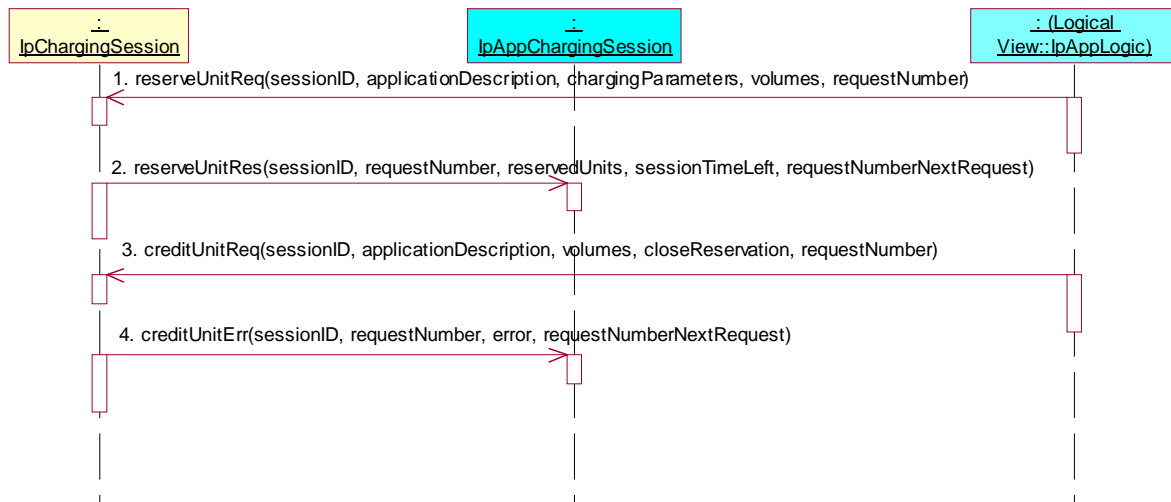 :
IpChargingSession
:
IpAppChargingSession
: (Logical
View::IpAppLogic)
1. reserveUnitReq(sessionID, applicationDescription, chargingParameters, volumes, requestNumber)
2. reserveUnitRes(sessionID, requestNumber, reservedUnits, sessionTimeLeft, requestNumberNextRequest)
3. creditUnitReq(sessionID, applicationDescription, volumes, closeReservation, requestNumber)
4. creditUnitErr(sessionID, requestNumber, error, requestNumberNextRequest)